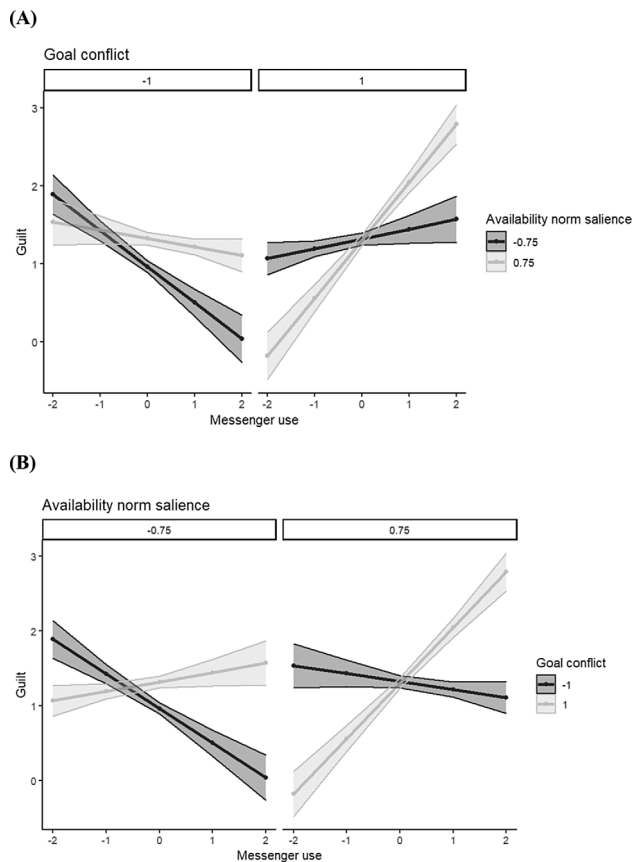 (A)
Goal conflict
-1 1
3
2
1
0
Guilt
Availability norm salience
-0.75
0.75
-2 -1 0 1 2 -2 -1 0 1 2
Messenger use
(B)
Availability norm salience
-0.75 0.75
3
2
1
0
Guilt
Goal conflict
-1
1
-2 -1 0 1 2 -2 -1 0 1 2
Messenger use